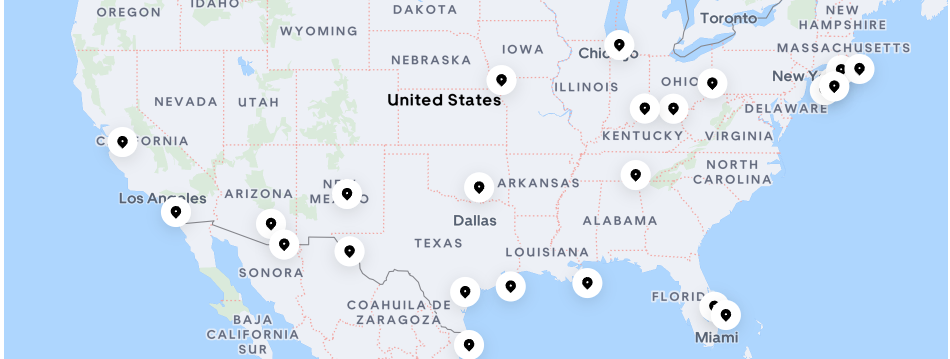 OREGON
IDAHO
WYOMING
DAKOTA
Toronto
NEW
HAMPSHIRE
MASSACHUSETTS
NEBRASKA
IOWA
Chicago
ILLINOIS
OHIO
New Y
NEVADA
UTAH
United States
DELAWARE
CALIFORNIA
KENTUCKY
VIRGINIA
Los Angeles
ARIZONA
NEW
MEXICO
ARKANSAS
NORTH
CAROLINA
Dallas
ALABAMA
TEXAS
LOUISIANA
SONORA
COAHUILA DE
ZARAGOZA
FLORID
BAJA
CALIFORNIA
SUR
Miami